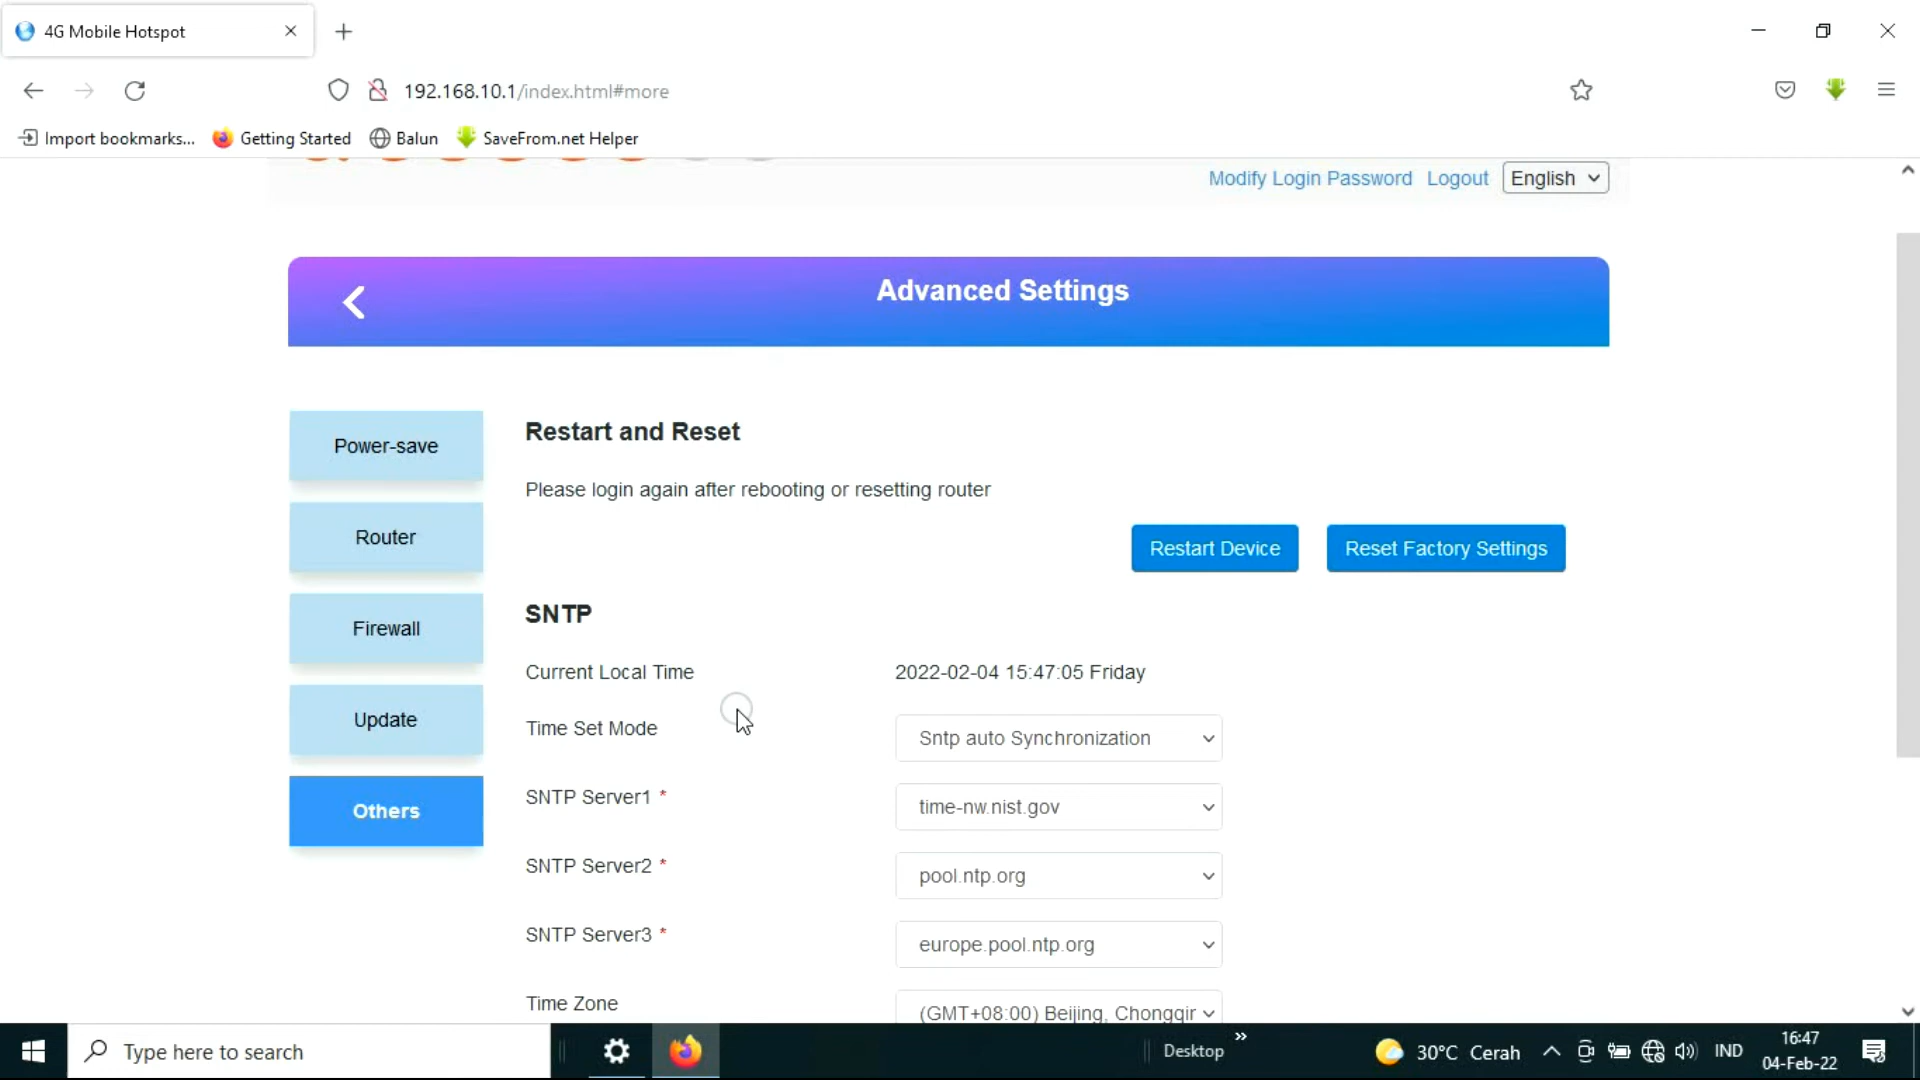 4G Mobile Hotspot
192.168.10.1/index.html#more
Import bookmarks... Getting Started Balun SaveFrom.net Helper
Modify Login Password Logout English
Advanced Settings
Power-save
Router
Firewall
Update
Others
Restart and Reset
Please login again after rebooting or resetting router
Restart Device Reset Factory Settings
SNTP
Current Local Time 2022-02-04 15:47:05 Friday
Time Set Mode Sntp auto Synchronization
SNTP Server1 * time-nw.nist.gov
SNTP Server2 * pool.ntp.org
SNTP Server3 * europe.pool.ntp.org
Time Zone (GMT+08:00) Beijing, Chongqir
Type here to search
Desktop
30°C Cerah
IND
16:47
04-Feb-22